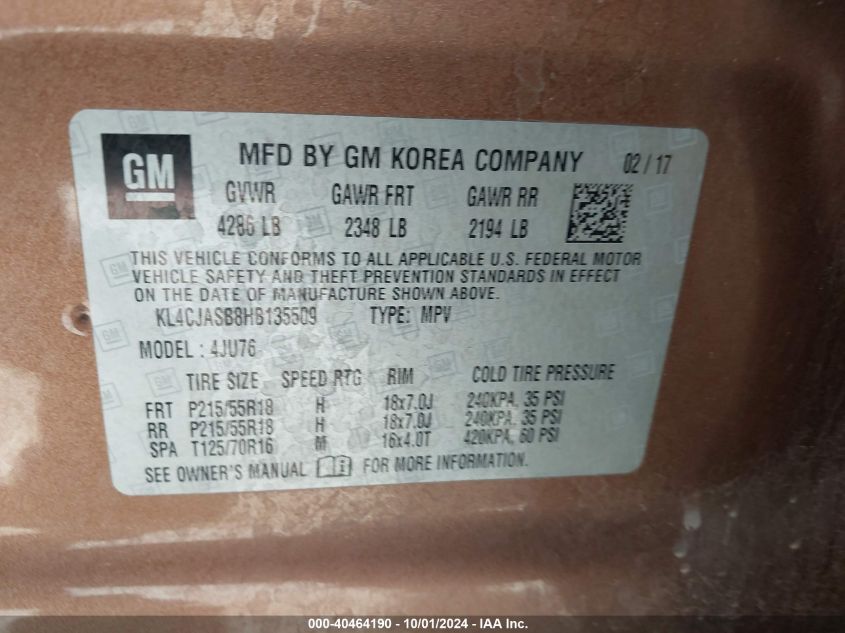 GM
MFD BY GM KOREA COMPANY 02/17
GVWR GAWR FRT GAWR RR
4286 LB 2348 LB 2194 LB
THIS VEHICLE CONFORMS TO ALL APPLICABLE U.S. FEDERAL MOTOR
VEHICLE SAFETY AND THEFT PREVENTION STANDARDS IN EFFECT
ON THE DATE OF MANUFACTURE SHOWN ABOVE.
KL4CJASB8HB135509 TYPE: MPV
MODEL : 4JU76
TIRE SIZE SPEED RTG RIM COLD TIRE PRESSURE
FRT P215/55R18 H 18x7.0J 240KPA, 35 PSI
RR P215/55R18 H 18x7.0J 240KPA, 35 PSI
SPA T125/70R16 M 16x4.0T 420KPA, 60 PSI
SEE OWNER'S MANUAL FOR MORE INFORMATION.
000-40464190 - 10/01/2024 - IAA Inc.